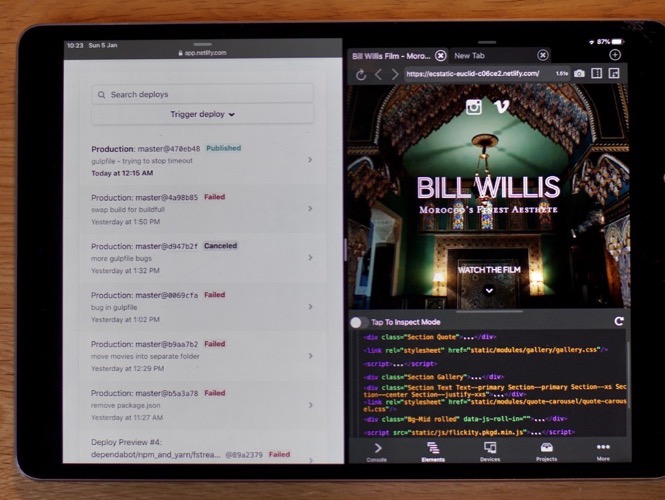 10:23 Sun 5 Jan
87%
app.netlify.com
Search deploys
Trigger deploy
Production: master@470eb48 Published
gulpfile - trying to stop timeout
Today at 12:15 AM
Production: master@4a98b85 Failed
swap build for buildfull
Yesterday at 1:50 PM
Production: master@d947b2f Canceled
more gulpfile bugs
Yesterday at 1:32 PM
Production: master@0069cfa Failed
bug in gulpfile
Yesterday at 1:02 PM
Production: master@b9aa7b2 Failed
move movies into separate folder
Yesterday at 12:29 PM
Production: master@b5a3a78 Failed
remove package.json
Yesterday at 11:27 AM
Deploy Preview #4:
dependabot/npm_and_yarn/fstrea... @89a2379 Failed
Bill Willis Film - Moro...
New Tab
https://ecstatic-euclid-c06ce2.netlify.com/
1.51s
BILL WILLIS
MOROCCO'S FINEST AESTHETE
WATCH THE FILM
Tap To Inspect Mode
<div class="Section Quote">...</div>
<link rel="stylesheet" href="static/modules/gallery/gallery.css"/>
<script>...</script>
<div class="Section Gallery">...</div>
<div class="Section Text Text--primary Section--primary Section--xs Sec
tion--center Section--justify-xxs">...</div>
<link rel="stylesheet" href="static/modules/quote-carousel/quote-carous
el.css"/>
<div class="Bg-Mid rolled" data-js-roll-in="">...</div>
<script src="static/js/flickity.pkgd.min.js">...</script>
Console
Elements
Devices
Projects
More